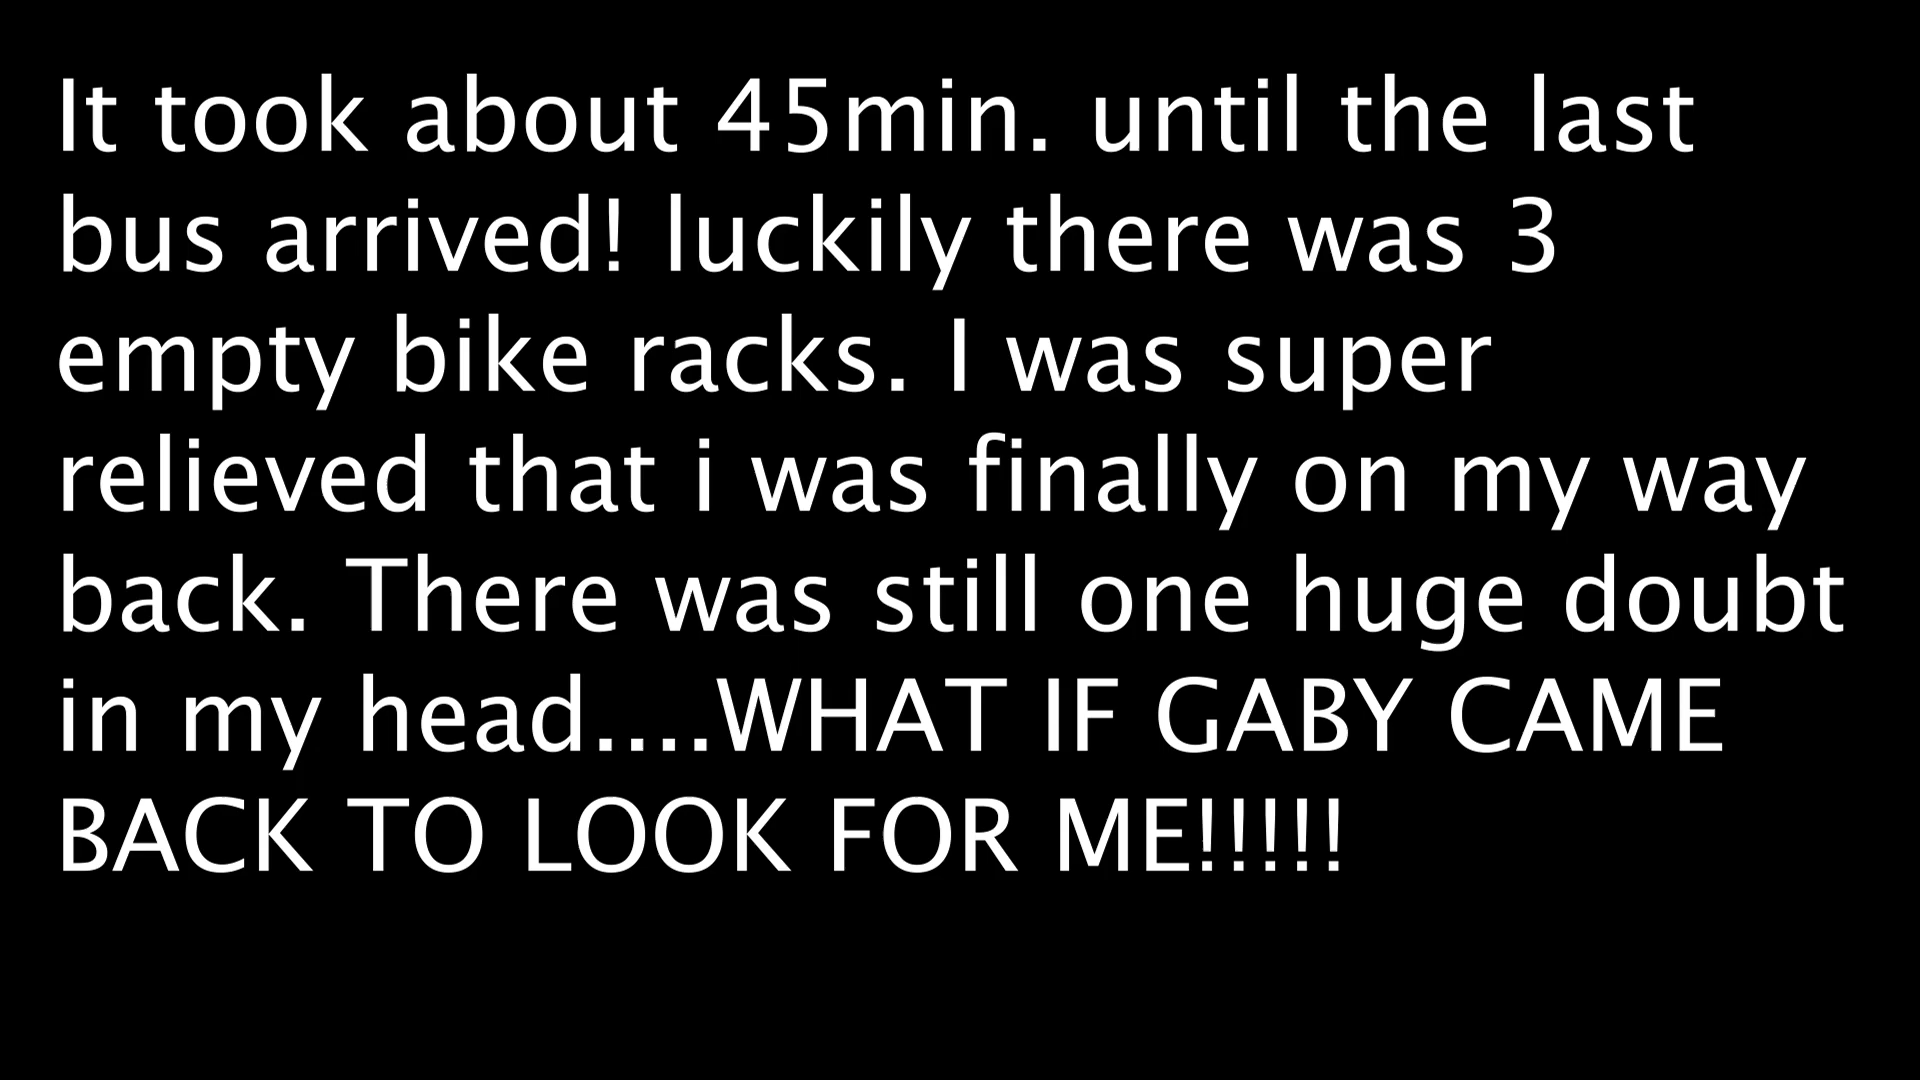 It took about 45min. until the last
bus arrived! luckily there was 3
empty bike racks. I was super
relieved that i was finally on my way
back. There was still one huge doubt
in my head....WHAT IF GABY CAME
BACK TO LOOK FOR ME!!!!!